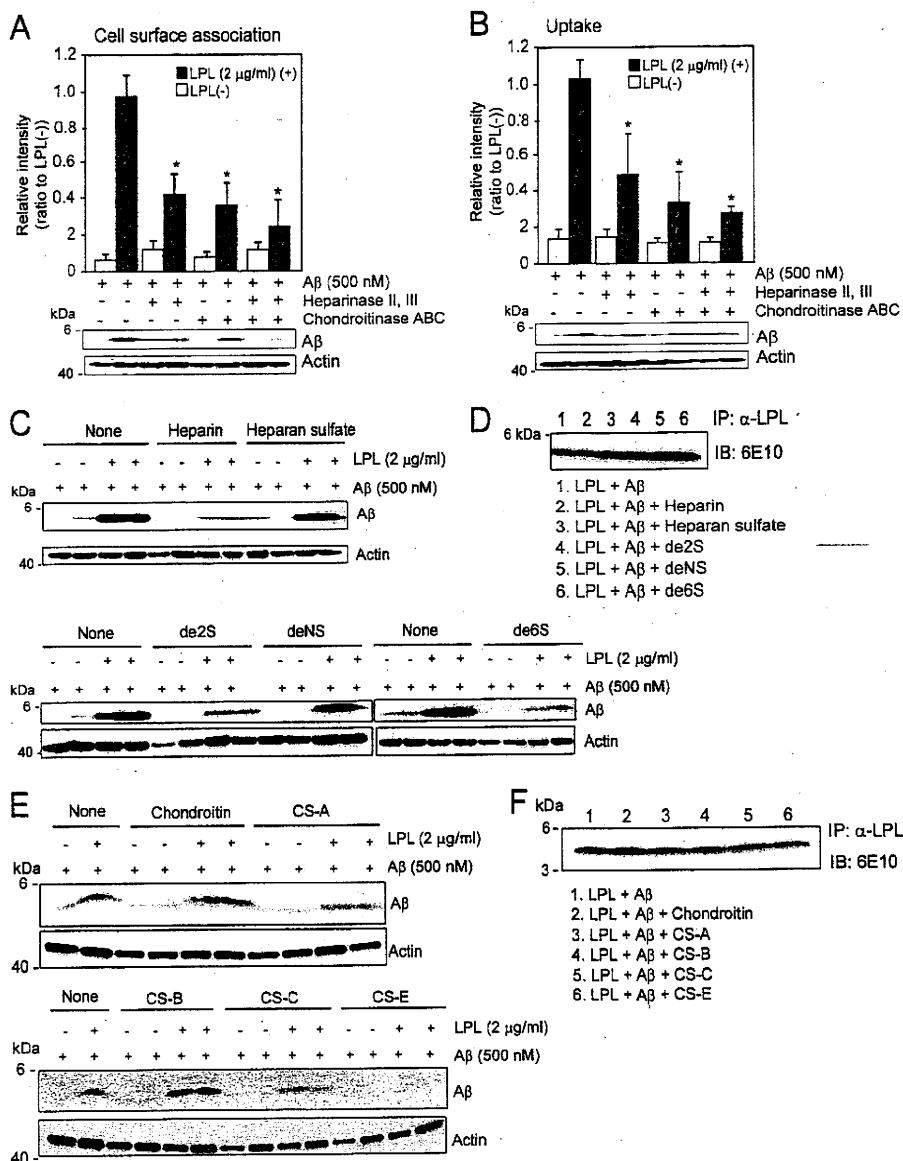 A
Cell surface association
1.2
1.0
0.8
0.6
0.4
2
0
Relative intensity
(ratio to LPL(-)
LPL (2 μg/ml) (+)
LPL(-)
* * *
+ + + + + + + + Aβ (500 nM)
+ + + + Heparinase II, III
+ + + + Chondroitinase ABC
kDa
6 -
Aβ
40 -
Actin
B
Uptake
1.2
1.0
0.8
0.6
0.4
.2
0
Relative intensity
(ratio to LPL(-)
LPL (2 μg/ml) (+)
LPL(-)
* * *
+ + + + + + + + Aβ (500 nM)
+ + + + Heparinase II, III
+ + + + Chondroitinase ABC
kDa
6 -
Aβ
40 -
Actin
C
None Heparin Heparan sulfate
- - + + - - + + - - + + LPL (2 μg/ml)
+ + + + + + + + + + + + Aβ (500 nM)
kDa
6 -
Aβ
40 -
Actin
None de2S deNS None de6S
- - + + - - + + - - + + - - + + - - + + LPL (2 μg/ml)
+ + + + + + + + + + + + + + + + + + + + Aβ (500 nM)
kDa
6 -
Aβ
40 -
Actin
D
1 2 3 4 5 6 IP: α-LPL
6 kDa -
IB: 6E10
1. LPL + Aβ
2. LPL + Aβ + Heparin
3. LPL + Aβ + Heparan sulfate
4. LPL + Aβ + de2S
5. LPL + Aβ + deNS
6. LPL + Aβ + de6S
E
None Chondroitin CS-A
- + - - + + - - + + LPL (2 μg/ml)
+ + + + + + + + + + Aβ (500 nM)
kDa
6 -
Aβ
40 -
Actin
None CS-B CS-C CS-E
- + - - + + - - + + - - + + LPL (2 μg/ml)
+ + + + + + + + + + + + + + Aβ (500 nM)
kDa
6 -
Aβ
40 -
Actin
F
kDa
1 2 3 4 5 6
6 -
IP: α-LPL
IB: 6E10
3 -
1. LPL + Aβ
2. LPL + Aβ + Chondroitin
3. LPL + Aβ + CS-A
4. LPL + Aβ + CS-B
5. LPL + Aβ + CS-C
6. LPL + Aβ + CS-E